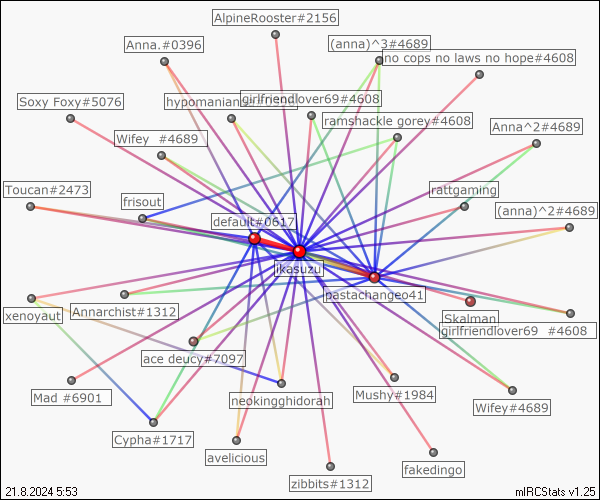 AlpineRooster#2156
Anna.#0396
(anna)^3#4689
no cops no laws no hope#4608
Soxy Foxy#5076
hypomanian
girlfriendlover69#4608
ramshackle gorey#4608
Anna^2#4689
Wifey #4689
Toucan#2473
frisout
rattgaming
(anna)^2#4689
default#0617
ikasuzu
pastachangeo41
xenoyaut
Annarchist#1312
Skalman
girlfriendlover69 #4608
ace deucy#7097
Mad #6901
neokingghidorah
Mushy#1984
Wifey#4689
Cypha#1717
avelicious
zibbits#1312
fakedingo
21.8.2024 5:53
mIRCStats v1.25